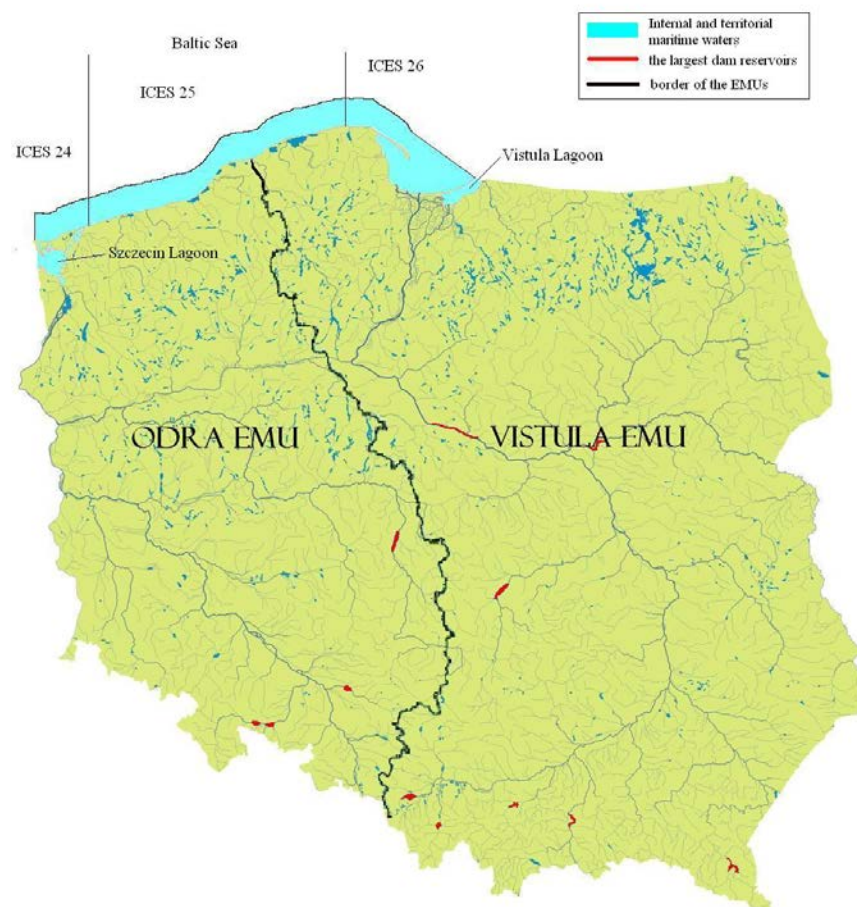 Internal and territorial
maritime waters
the largest dam reservoirs
border of the EMUs
Baltic Sea
ICES 26
ICES 25
ICES 24
Vistula Lagoon
Szczecin Lagoon
ODRA EMU
VISTULA EMU